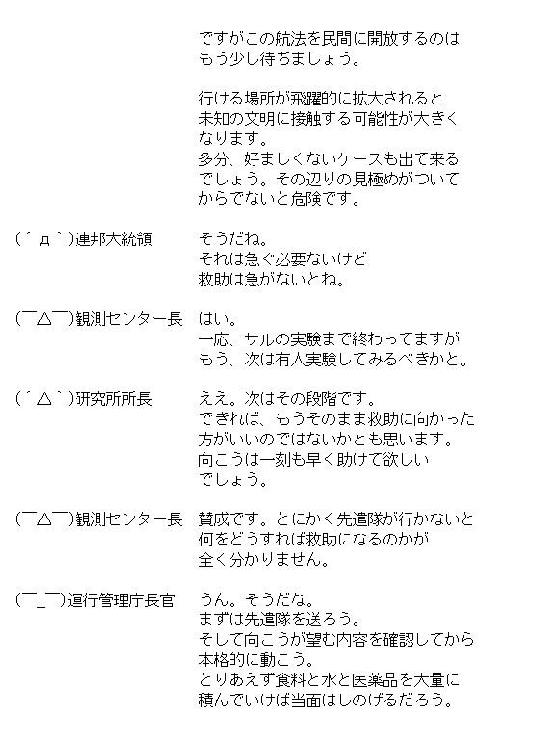 ですがこの航法を民間に開放するのは
もう少し待ちましょう。
行ける場所が飛躍的に拡大されると
未知の文明に接触する可能性が大きく
なります。
多分、好ましくないケースも出て来る
でしょう。その辺りの見極めがついて
からでないと危険です。
(´д｀)連邦大統領 そうだね。
それは急ぐ必要ないけど
救助は急がないとね。
(￣△￣)観測センター長 はい。
一応、サルの実験まで終わってますが
もう、次は有人実験してみるべきかと。
(´△｀)研究所所長 ええ。次はその段階です。
できれば、もうそのまま救助に向かった
方がいいのではないかとも思います。
向こうは一刻も早く助けて欲しい
でしょう。
(￣△￣)観測センター長 賛成です。とにかく先遣隊が行かないと
何をどうすれば救助になるのかが
全く分かりません。
(￣_￣)運行管理庁長官 うん。そうだな。
まずは先遣隊を送ろう。
そして向こうが望む内容を確認してから
本格的に動こう。
とりあえず食料と水と医薬品を大量に
積んでいけば当面はしのげるだろう。